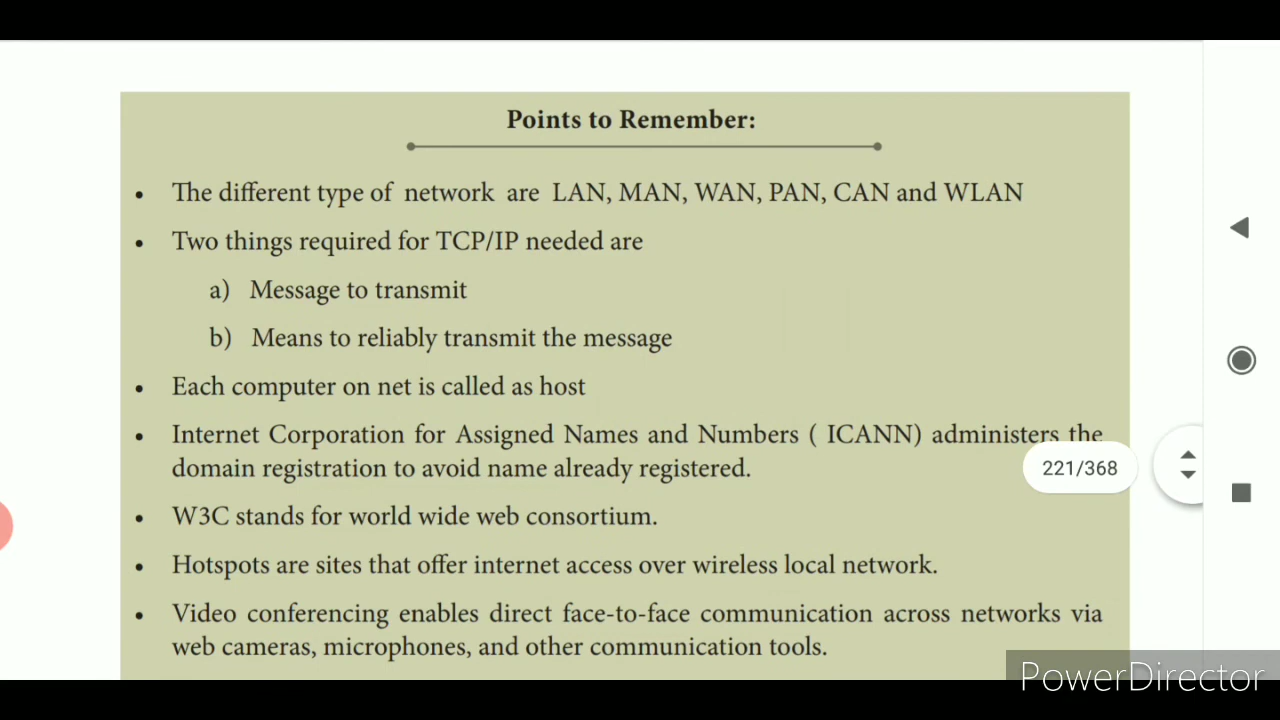 Points to Remember:
• The different type of network are LAN, MAN, WAN, PAN, CAN and WLAN
• Two things required for TCP/IP needed are
a) Message to transmit
b) Means to reliably transmit the message
• Each computer on net is called as host
• Internet Corporation for Assigned Names and Numbers ( ICANN) administers the
domain registration to avoid name already registered.
221/368
• W3C stands for world wide web consortium.
• Hotspots are sites that offer internet access over wireless local network.
• Video conferencing enables direct face-to-face communication across networks via
web cameras, microphones, and other communication tools.
PowerDirector